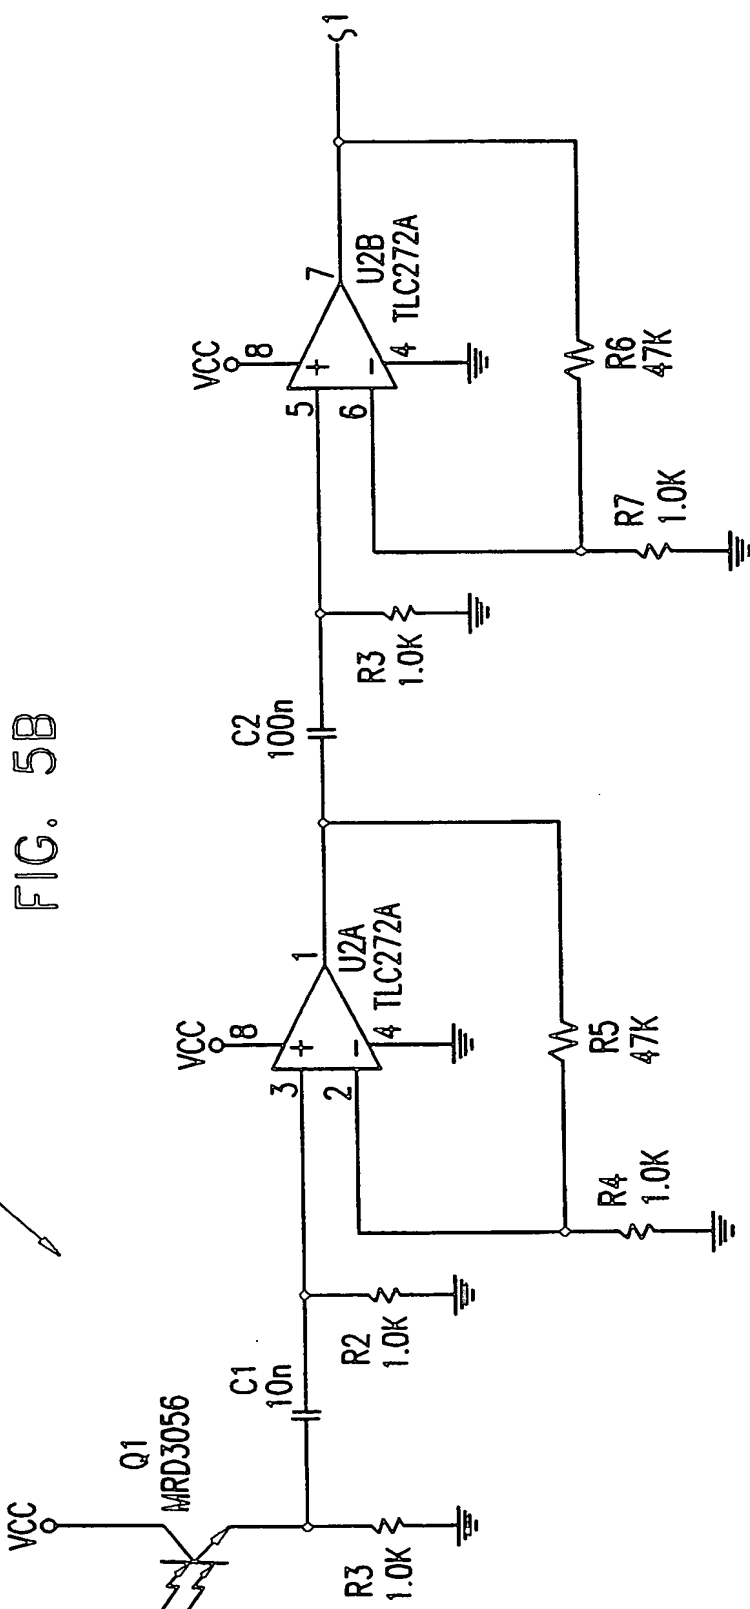 FIG. 5B
VCC
Q1
MRD3056
R3
1.0K
C1
10n
R2
1.0K
VCC
8
3
+
2
−
1
4
U2A
TLC272A
R4
1.0K
R5
47K
C2
100n
R3
1.0K
VCC
8
5
+
6
−
7
4
U2B
TLC272A
R7
1.0K
R6
47K
S1